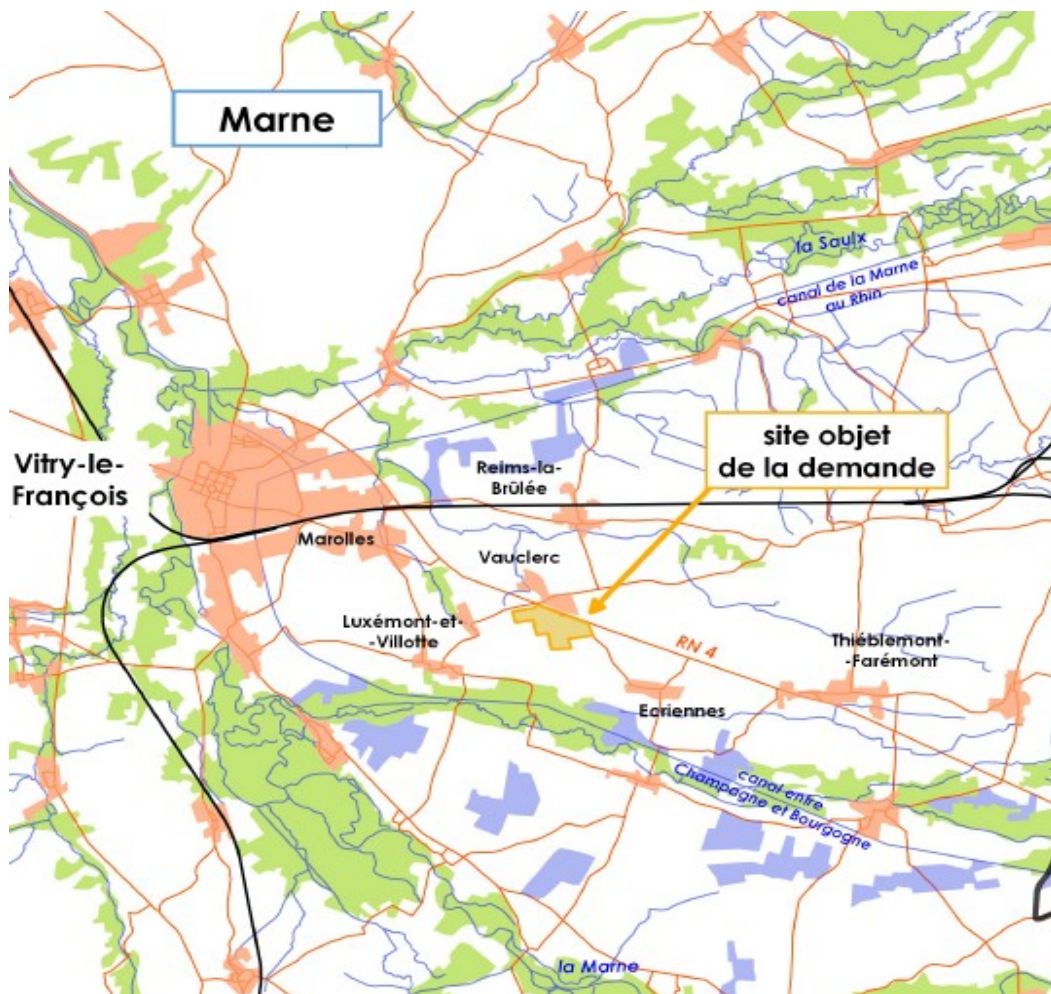 Marne
la Saulx
canal de la Marne
au Rhin
site objet
de la demande
Vitry-le-
François
Reims-la-
Brûlée
Marolles
Vauclerc
Luxémont-et-
-Villotte
RN 4
Thiéblemont-
-Farémont
Ecriennes
canal entre
Champagne et Bourgogne
la Marne